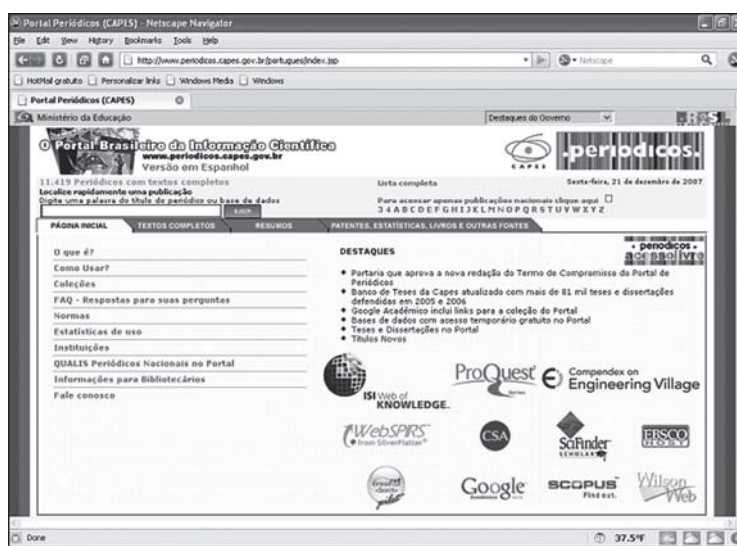 Portal Periódicos (CAPES) - Netscape Navigator
File Edit View History Bookmarks Tools Help
http://www.periodicos.capes.gov.br/portugues/index.jsp
Netscape
HotMail gratuito Personalizar links Windows Media Windows
Portal Periódicos (CAPES)
Ministério da Educação
Destaques do Governo
BRASIL
O Portal Brasileiro da Informação Científica
www.periodicos.capes.gov.br
Versão em Espanhol
CAPES
.periodicos.
11.419 Periódicos com textos completos
Lista completa
Sexta-feira, 21 de dezembro de 2007
Localize rapidamente uma publicação
Digite uma palavra do título do periódico ou base de dados
Para acessar apenas publicações nacionais clique aqui
3 4 A B C D E F G H I J K L M N O P Q R S T U V W X Y Z
PÁGINA INICIAL
TEXTOS COMPLETOS
RESUMOS
PATENTES, ESTATÍSTICAS, LIVROS E OUTRAS FONTES
O que é?
Como Usar?
Coleções
FAQ - Respostas para suas perguntas
Normas
Estatísticas de uso
Instituições
QUALIS Periódicos Nacionais no Portal
Informações para Bibliotecários
Fale conosco
DESTAQUES
. periodicos .
acesso livre
Portaria que aprova a nova redação do Termo de Compromisso do Portal de
Periódicos
Banco de Teses da Capes atualizado com mais de 81 mil teses e dissertações
defendidas em 2005 e 2006
Google Acadêmico inclui links para a coleção do Portal
Bases de dados com acesso temporário gratuito no Portal
Teses e Dissertações no Portal
Títulos Novos
ISI Web of
KNOWLEDGE.
ProQuest
Compendex on
Engineering Village
WebSPIRS
from SilverPlatter
CSA
SciFinder
SCHOLAR
EBSCO
HOST
Google
SCOPUS
Find out.
Wilson
Web
Done
37.5°F